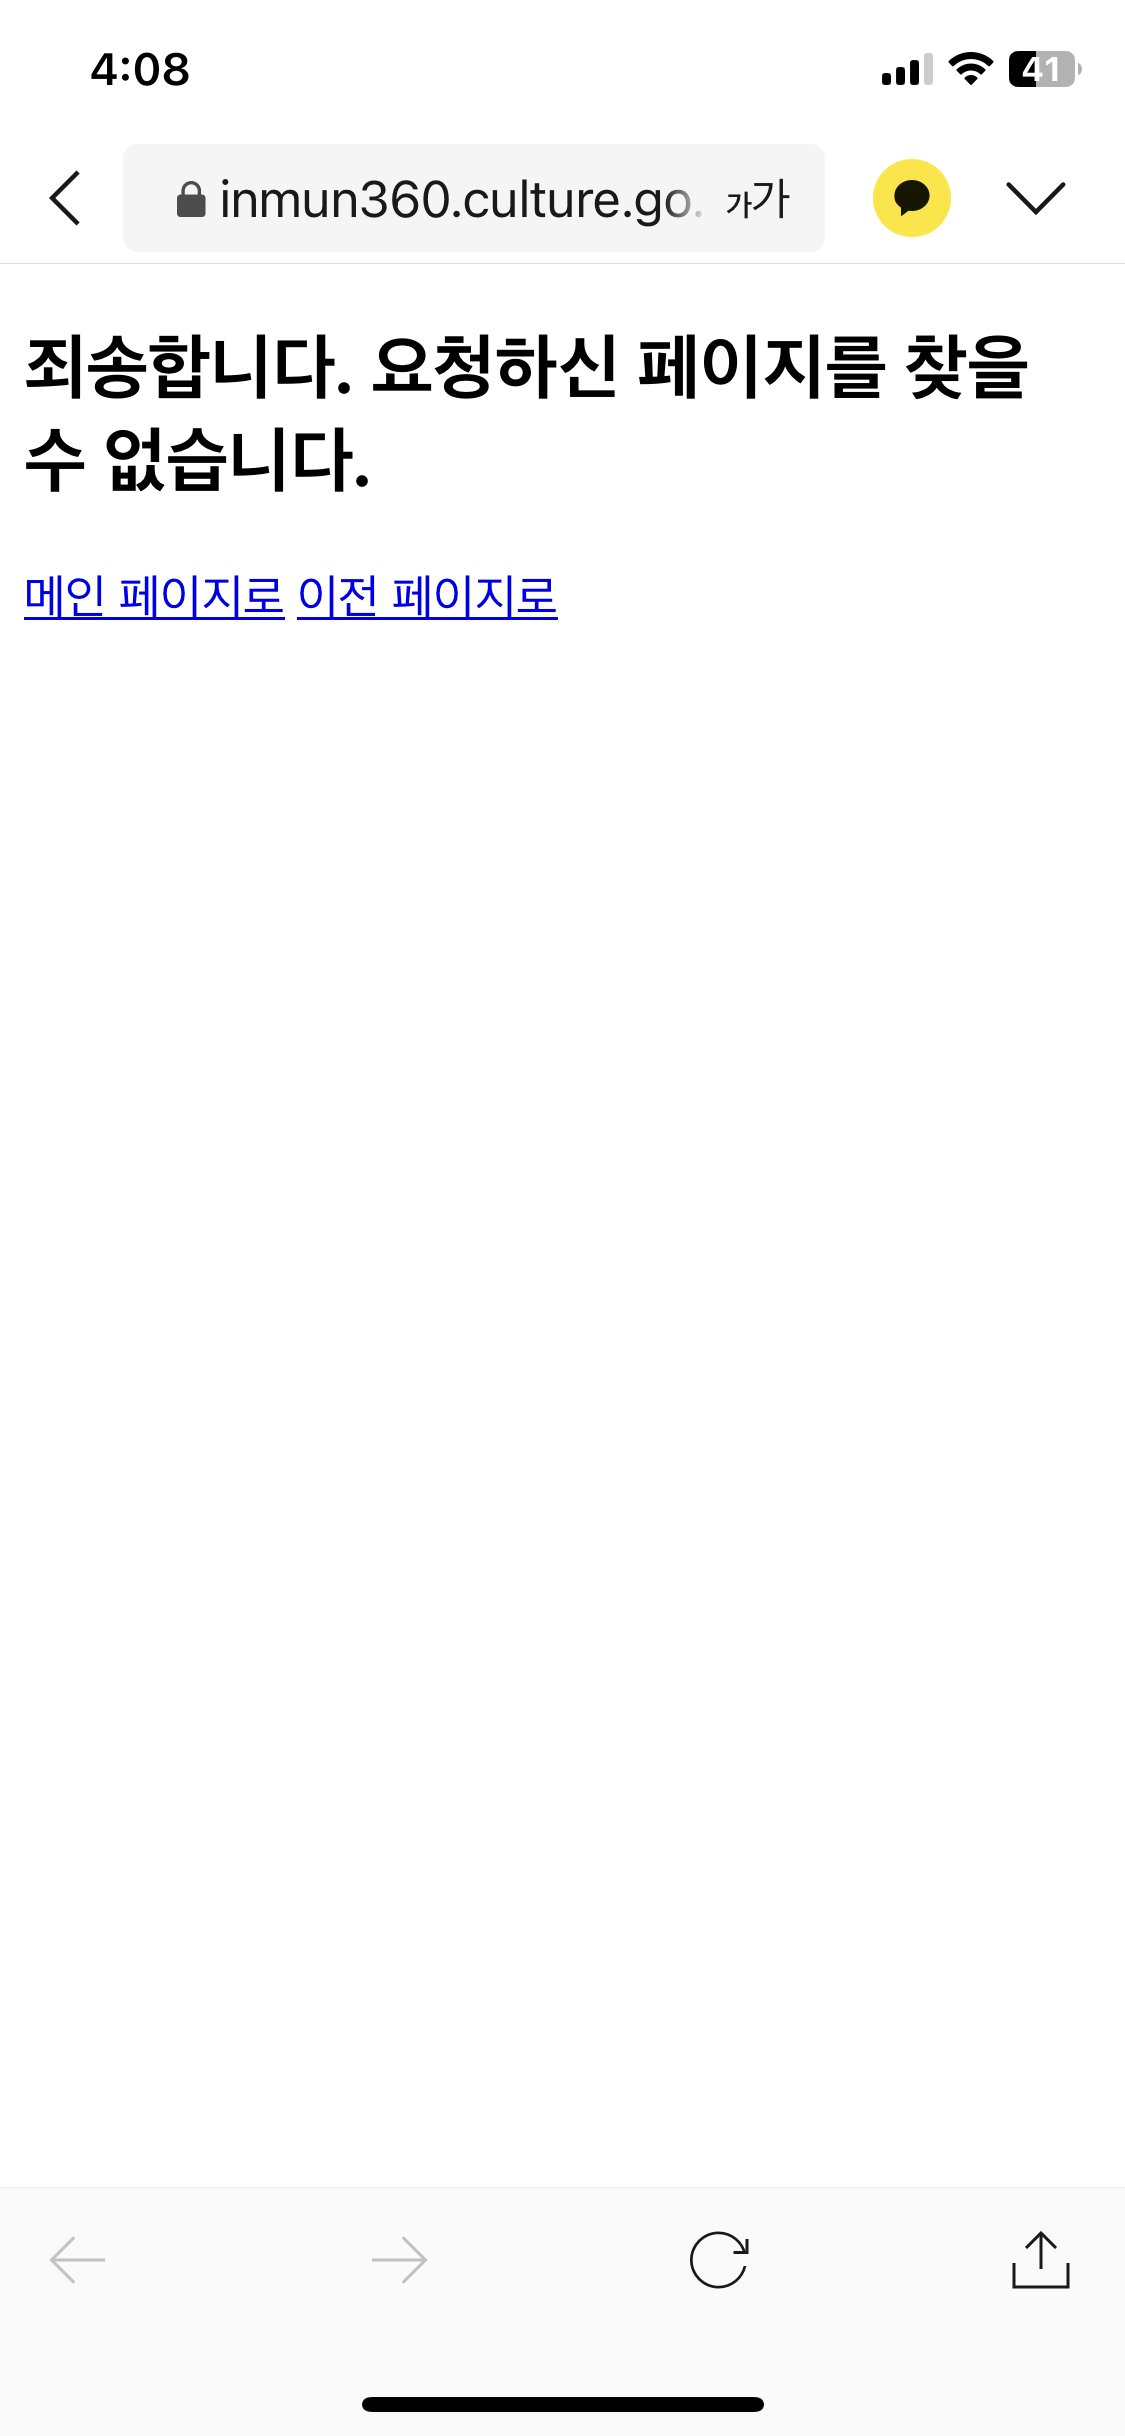 4:08
41
inmun360.culture.go.
가가
죄송합니다. 요청하신 페이지를 찾을
수 없습니다.
메인 페이지로 이전 페이지로